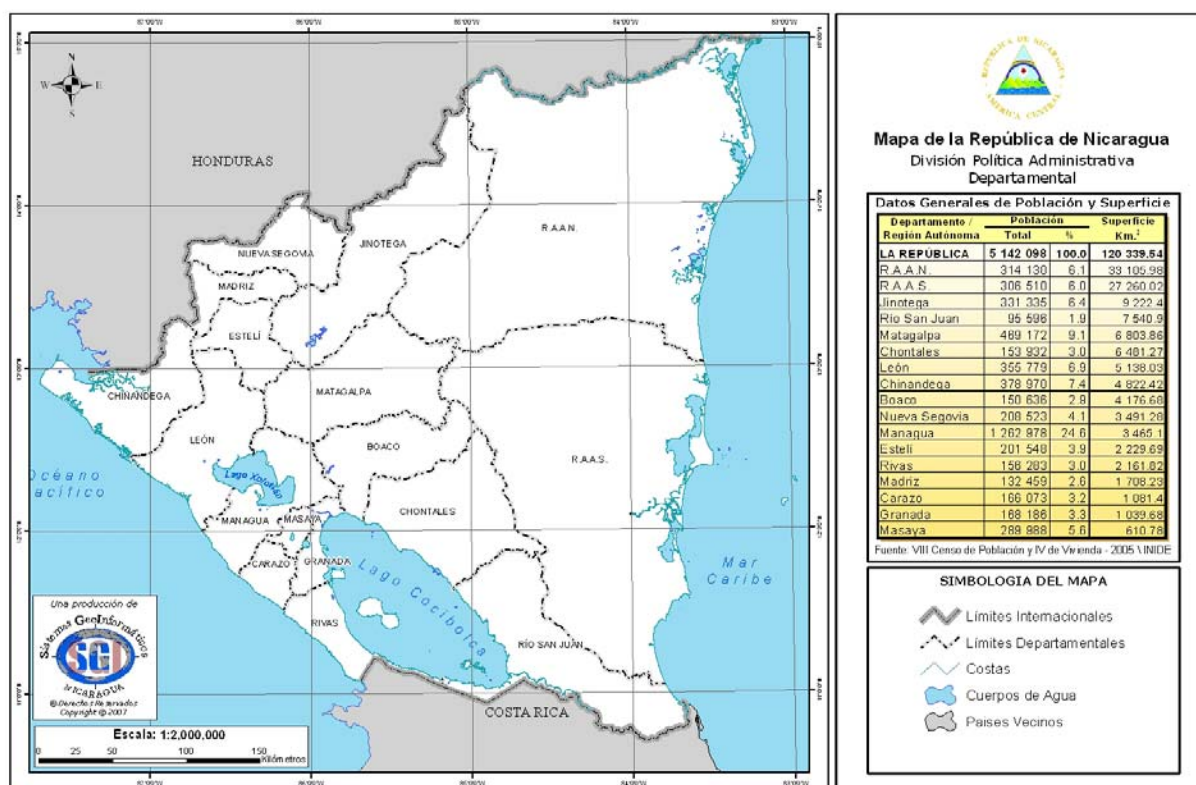 HONDURAS
NUEVA SEGOMA
JINOTEGA
R.A.A.N.
MADRIZ
ESTELÍ
CHINANDEGA
MATAGALPA
LEÓN
BOACO
R.A.A.S.
Océano
Lago Xolotlán
CHONTALES
MANAGUA
MASAYA
CARAZO
GRANADA
Lago Cocibolca
Mar
Caribe
RIVAS
RÍO SAN JUAN
COSTA RICA
N
W
E
S
Una producción de
Sistemas GeoInformáticos
SGI
NICARAGUA
® Derechos Reservados
Copyright © 2007
Escala: 1:2,000,000
0 25 50 100 150
Kilómetros
REPUBLICA DE NICARAGUA
AMERICA CENTRAL
Mapa de la República de Nicaragua
División Política Administrativa
Departamental
Datos Generales de Población y Superficie
Departamento / Población Superficie
Región Autónoma Total % Km.²
LA REPÚBLICA 5 142 098 100.0 120 339.54
R.A.A.N. 314 130 6.1 33 105.98
R.A.A.S. 306 510 6.0 27 260.02
Jinotega 331 335 6.4 9 222.4
Río San Juan 95 596 1.9 7 540.9
Matagalpa 469 172 9.1 6 803.86
Chontales 153 932 3.0 6 481.27
León 355 779 6.9 5 138.03
Chinandega 378 970 7.4 4 822.42
Boaco 150 636 2.9 4 176.68
Nueva Segovia 208 523 4.1 3 491.28
Managua 1 262 978 24.6 3 465.1
Estelí 201 548 3.9 2 229.69
Rivas 156 283 3.0 2 161.82
Madriz 132 459 2.6 1 708.23
Carazo 166 073 3.2 1 081.4
Granada 168 186 3.3 1 039.68
Masaya 289 988 5.6 610.78
Fuente: VIII Censo de Población y IV de Vivienda - 2005 \ INIDE
SIMBOLOGIA DEL MAPA
Límites Internacionales
Límites Departamentales
Costas
Cuerpos de Agua
Paises Vecinos